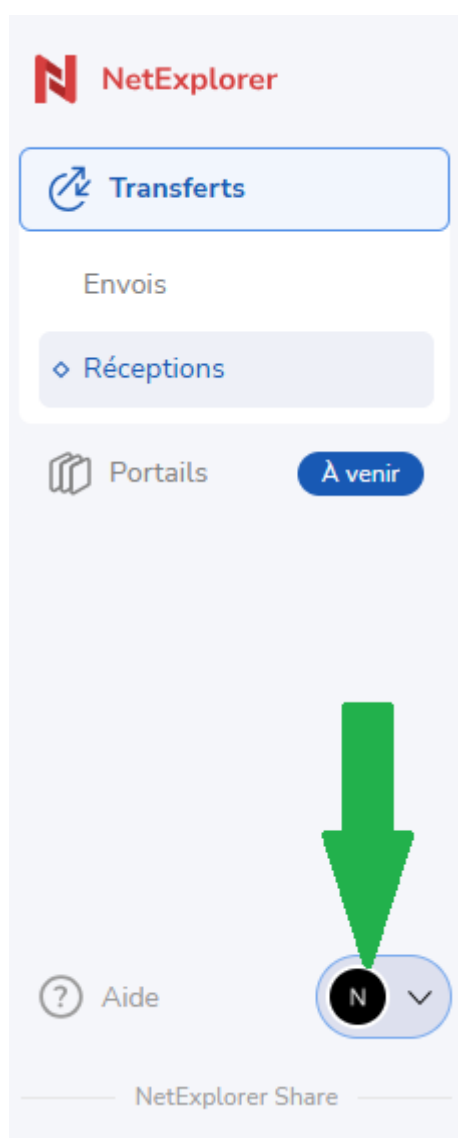 NetExplorer
Transferts
Envois
Réceptions
Portails À venir
? Aide N
NetExplorer Share